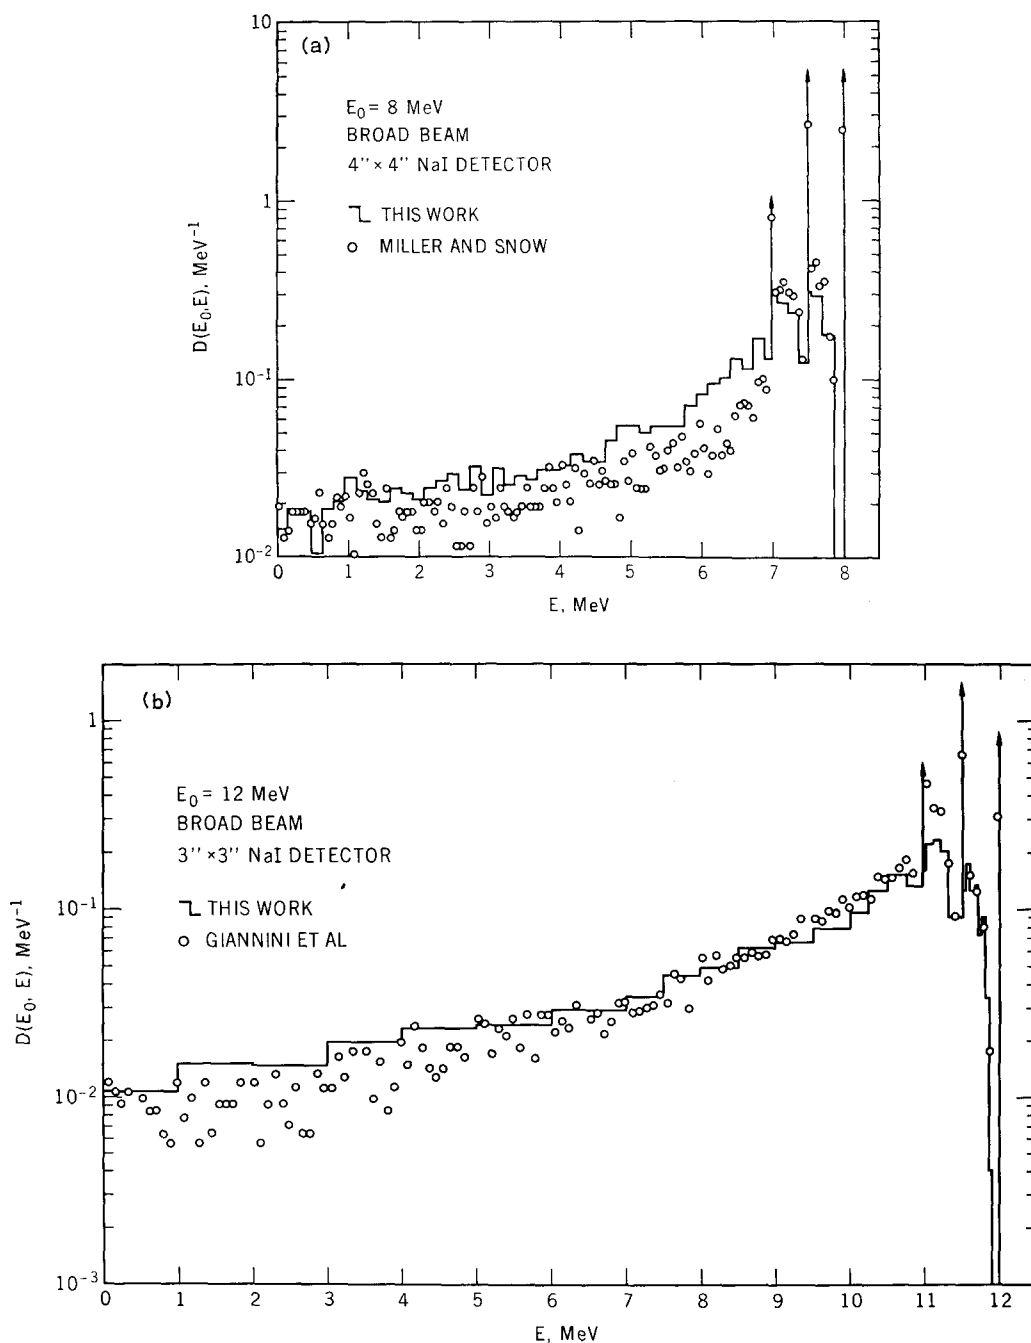 (a)
E₀ = 8 MeV
BROAD BEAM
4'' × 4'' NaI DETECTOR
THIS WORK
MILLER AND SNOW
D(E₀,E), MeV⁻¹
10
1
10⁻¹
10⁻²
0 1 2 3 4 5 6 7 8
E, MeV
(b)
E₀ = 12 MeV
BROAD BEAM
3'' × 3'' NaI DETECTOR
THIS WORK
GIANNINI ET AL
D(E₀, E), MeV⁻¹
1
10⁻¹
10⁻²
10⁻³
0 1 2 3 4 5 6 7 8 9 10 11 12
E, MeV